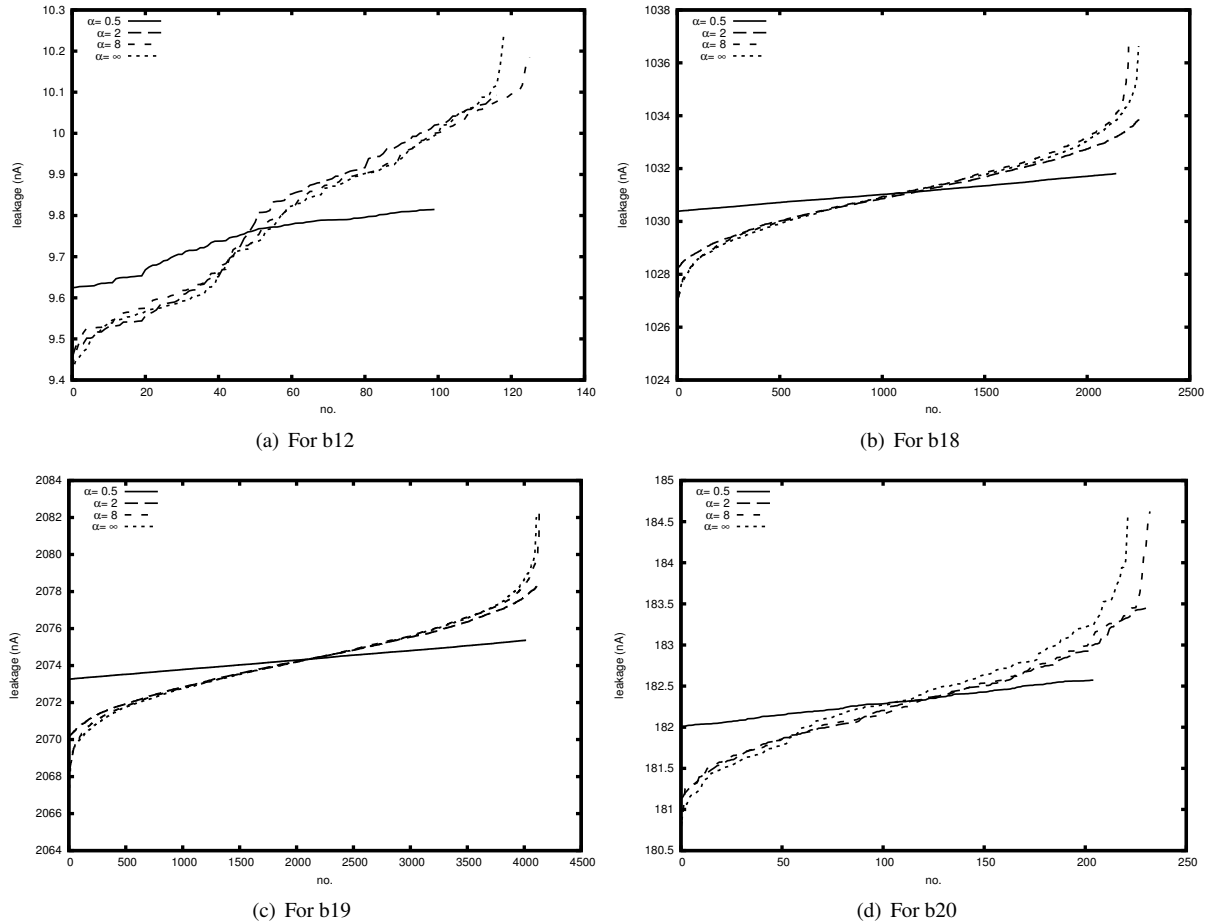 10.3
10.2
10.1
10
9.9
9.8
9.7
9.6
9.5
9.4
leakage (nA)
α= 0.5
α= 2
α= 8
α= ∞
0 20 40 60 80 100 120 140
no.
(a) For b12
1038
1036
1034
1032
1030
1028
1026
1024
leakage (nA)
α= 0.5
α= 2
α= 8
α= ∞
0 500 1000 1500 2000 2500
no.
(b) For b18
2084
2082
2080
2078
2076
2074
2072
2070
2068
2066
2064
leakage (nA)
α= 0.5
α= 2
α= 8
α= ∞
0 500 1000 1500 2000 2500 3000 3500 4000 4500
no.
(c) For b19
185
184.5
184
183.5
183
182.5
182
181.5
181
180.5
leakage (nA)
α= 0.5
α= 2
α= 8
α= ∞
0 50 100 150 200 250
no.
(d) For b20